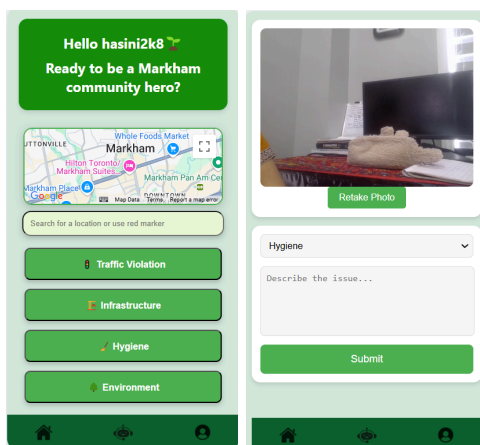 Hello hasini2k8
Ready to be a Markham
community hero?
UTTONVILLE
Whole Foods Market
Markham
Hilton Toronto/
Markham Suites...
Markham Pan Am Ce
Markham Place
DOWNTOWN
Google
Map Data
Terms
Report a map error
Search for a location or use red marker
Traffic Violation
Infrastructure
Hygiene
Environment
Retake Photo
Hygiene
Describe the issue...
Submit